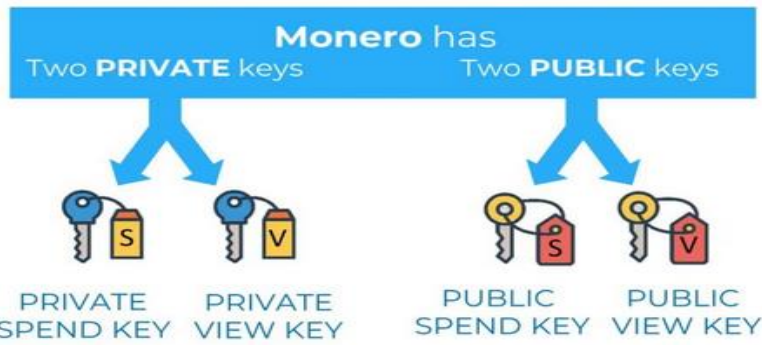 Monero has
Two PRIVATE keys Two PUBLIC keys
S V S V
PRIVATE SPEND KEY
PRIVATE VIEW KEY
PUBLIC SPEND KEY
PUBLIC VIEW KEY